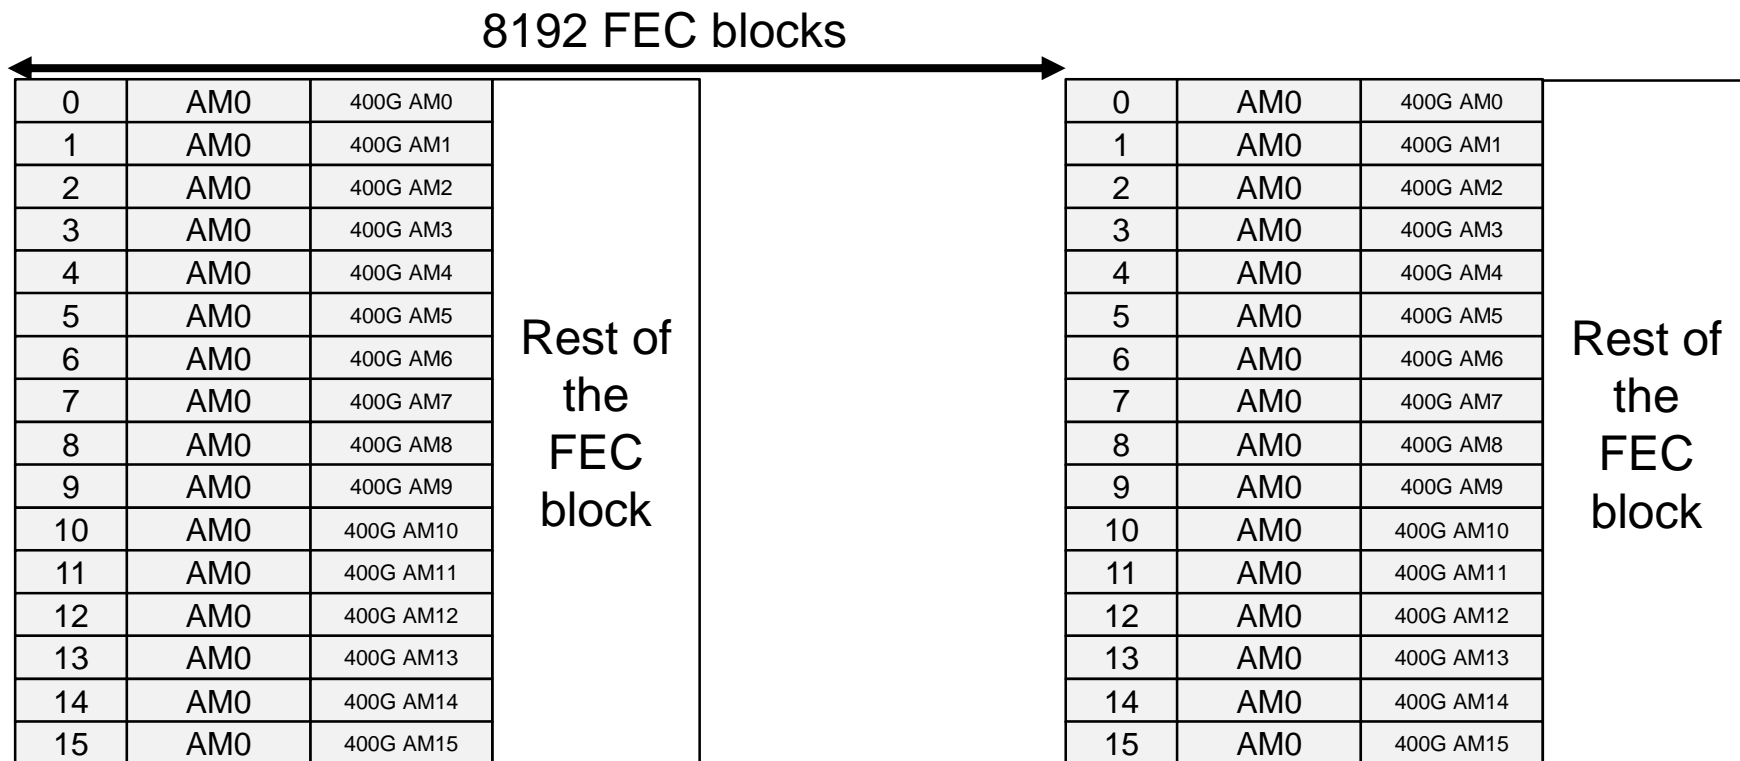 8192 FEC blocks
0 AM0 400G AM0 0 AM0 400G AM0
1 AM0 400G AM1 1 AM0 400G AM1
2 AM0 400G AM2 2 AM0 400G AM2
3 AM0 400G AM3 3 AM0 400G AM3
4 AM0 400G AM4 4 AM0 400G AM4
5 AM0 400G AM5 5 AM0 400G AM5
6 AM0 400G AM6 6 AM0 400G AM6
7 AM0 400G AM7 7 AM0 400G AM7
8 AM0 400G AM8 8 AM0 400G AM8
9 AM0 400G AM9 9 AM0 400G AM9
10 AM0 400G AM10 10 AM0 400G AM10
11 AM0 400G AM11 11 AM0 400G AM11
12 AM0 400G AM12 12 AM0 400G AM12
13 AM0 400G AM13 13 AM0 400G AM13
14 AM0 400G AM14 14 AM0 400G AM14
15 AM0 400G AM15 15 AM0 400G AM15
Rest of
the
FEC
block
Rest of
the
FEC
block